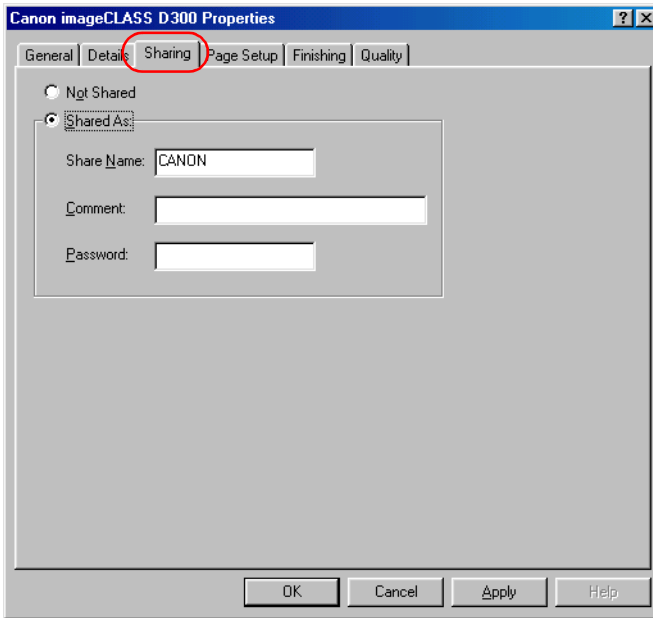 Canon imageCLASS D300 Properties
General Details Sharing Page Setup Finishing Quality
Not Shared
Shared As:
Share Name: CANON
Comment:
Password:
OK Cancel Apply Help